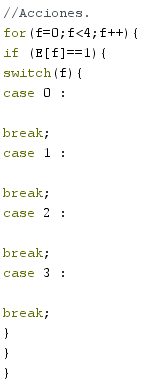 //Acciones.
for(f=0;f<4;f++){
if (E[f]==1){
switch(f){
case 0 :
break;
case 1 :
break;
case 2 :
break;
case 3 :
break;
}
}
}